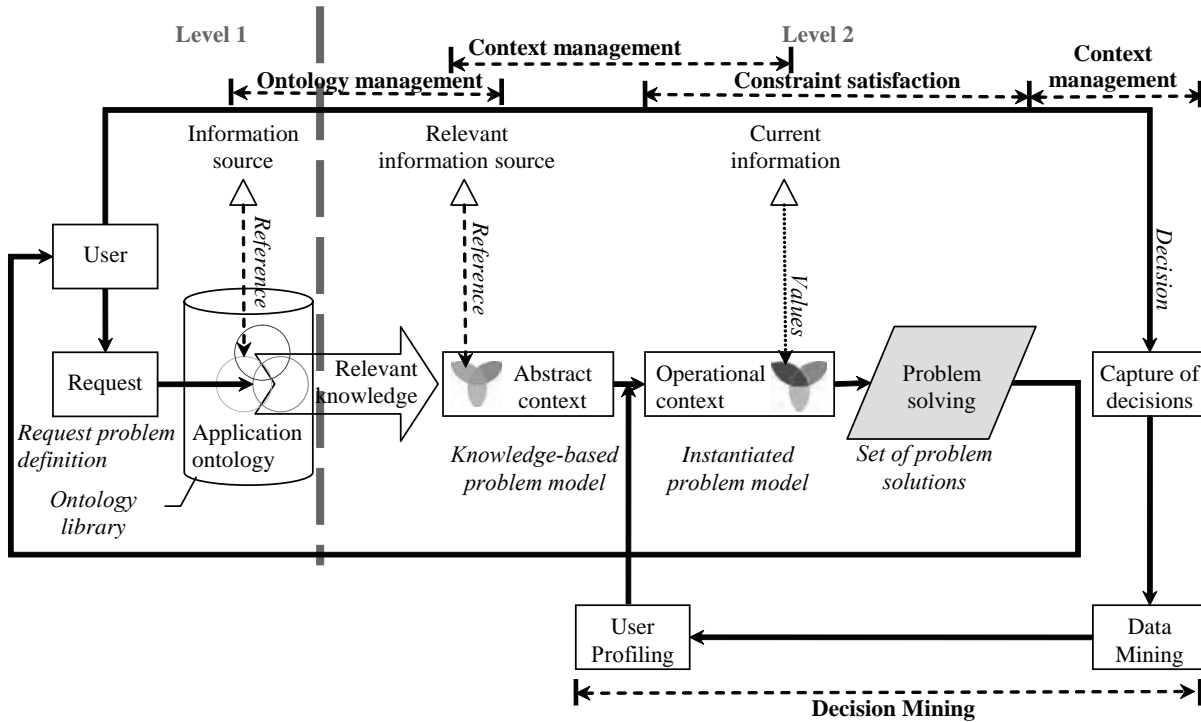 Level 1
Level 2
Context management
Context
management
Ontology management
Constraint satisfaction
Information
source
Relevant
information source
Current
information
Reference
Reference
Values
Decision
User
Request
Request problem
definition
Application
ontology
Ontology
library
Relevant
knowledge
Abstract
context
Knowledge-based
problem model
Operational
context
Instantiated
problem model
Problem
solving
Set of problem
solutions
Capture of
decisions
User
Profiling
Data
Mining
Decision Mining